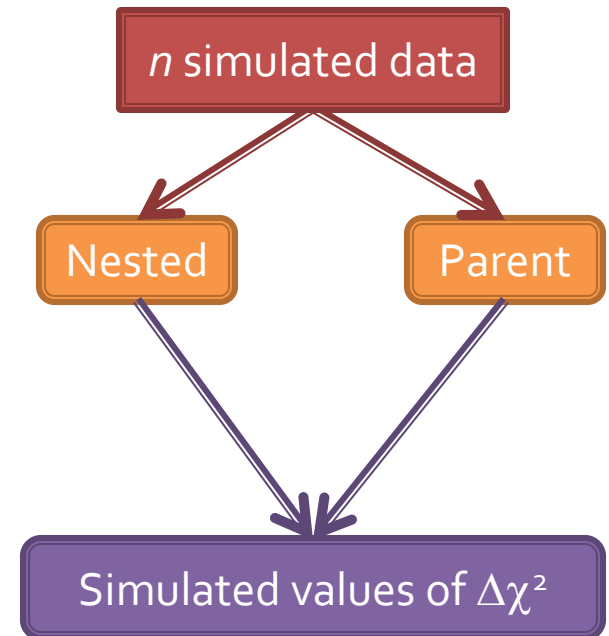 n simulated data
Nested
Parent
Simulated values of Δχ²